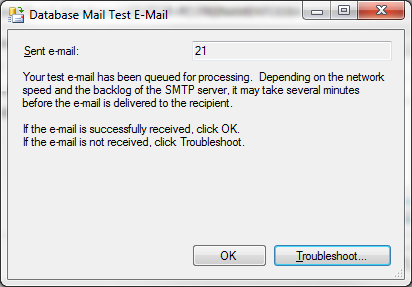 Database Mail Test E-Mail
Sent e-mail: 21
Your test e-mail has been queued for processing. Depending on the network
speed and the backlog of the SMTP server, it may take several minutes
before the e-mail is delivered to the recipient.
If the e-mail is successfully received, click OK.
If the e-mail is not received, click Troubleshoot.
OK Troubleshoot...